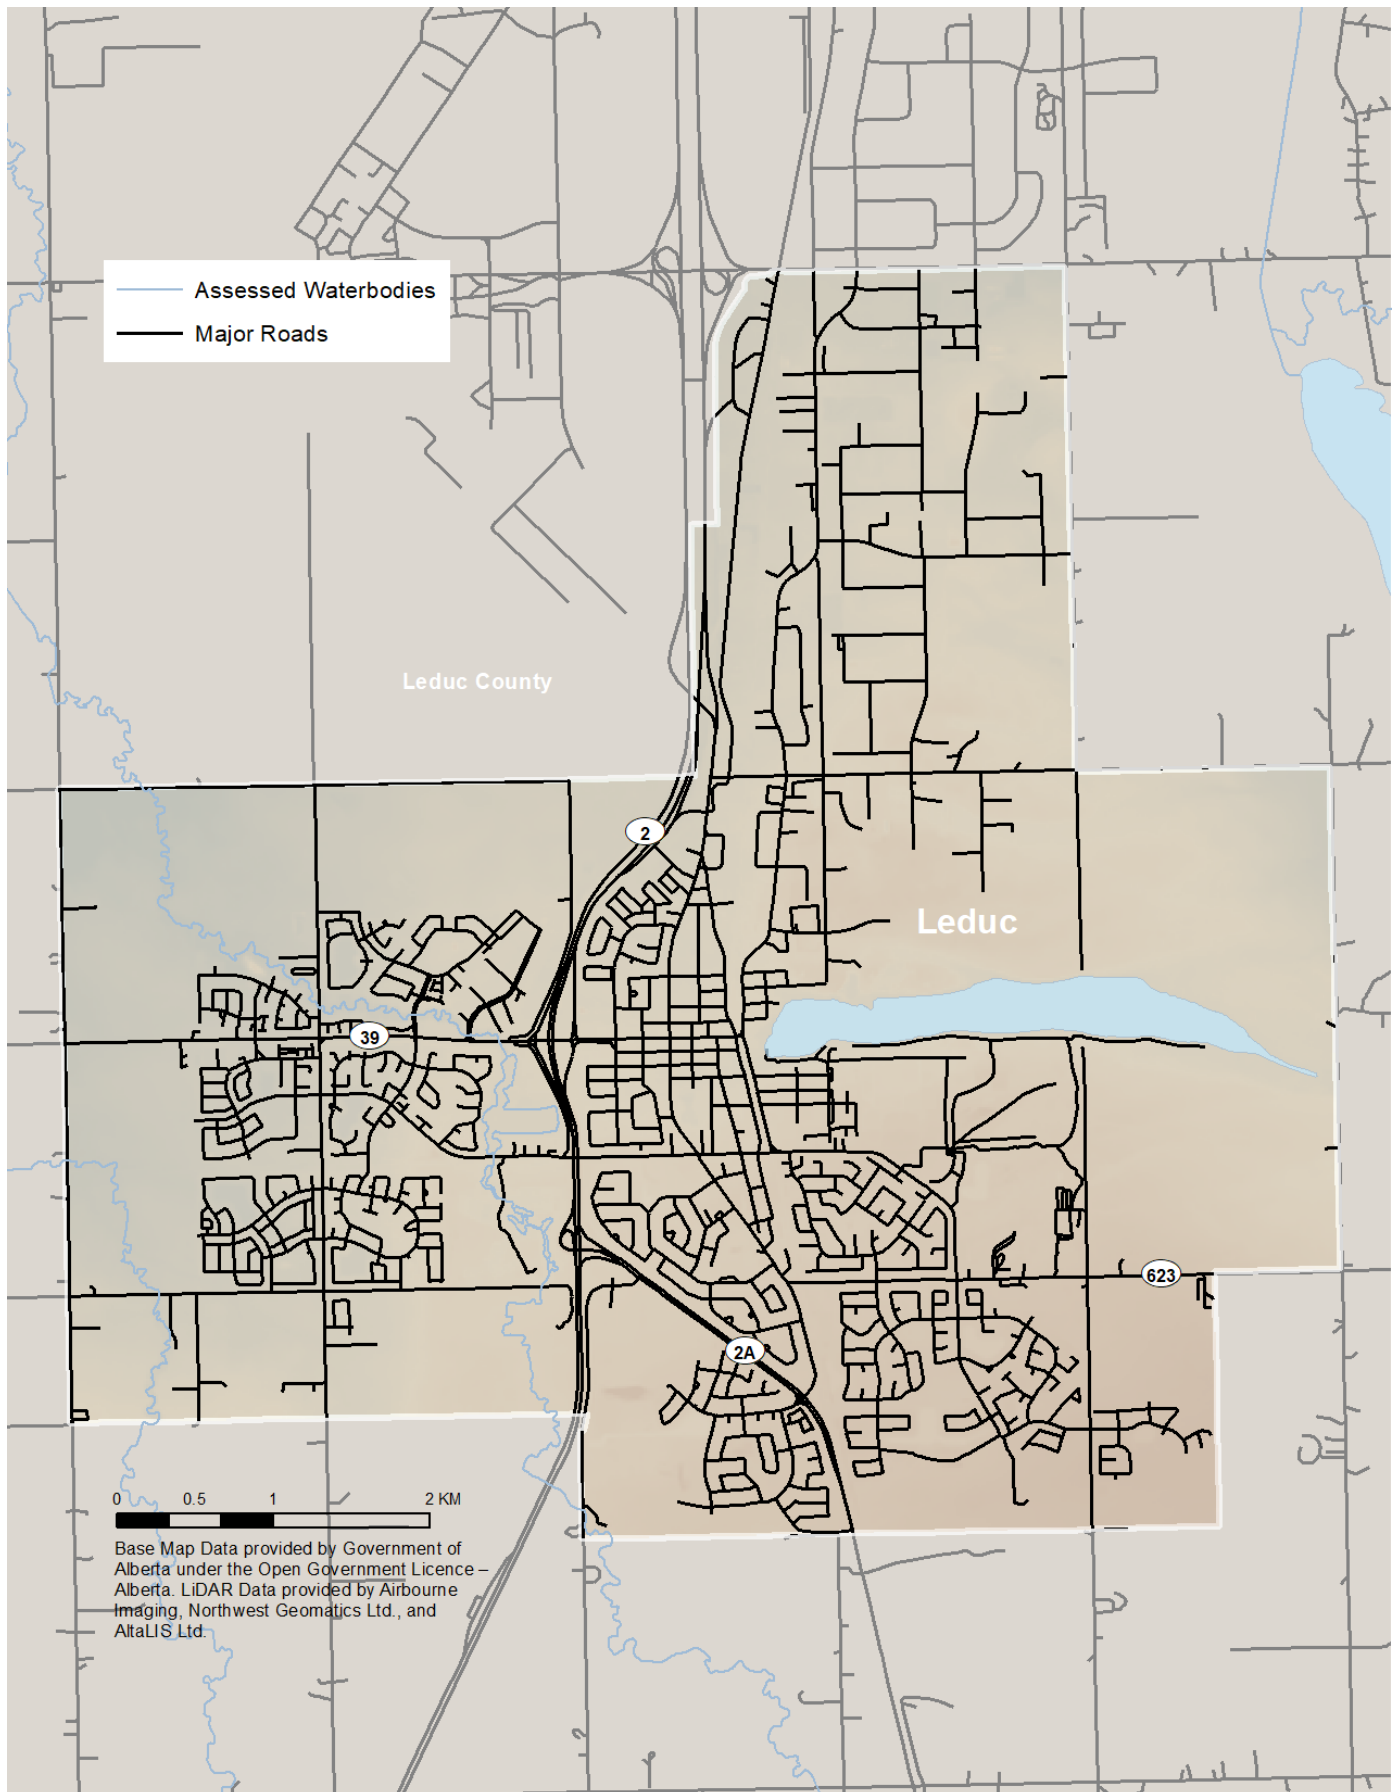 Assessed Waterbodies
Major Roads
Leduc County
2
Leduc
39
623
2A
0 0.5 1 2 KM
Base Map Data provided by Government of
Alberta under the Open Government Licence –
Alberta. LiDAR Data provided by Airbourne
Imaging, Northwest Geomatics Ltd., and
AltaLIS Ltd.